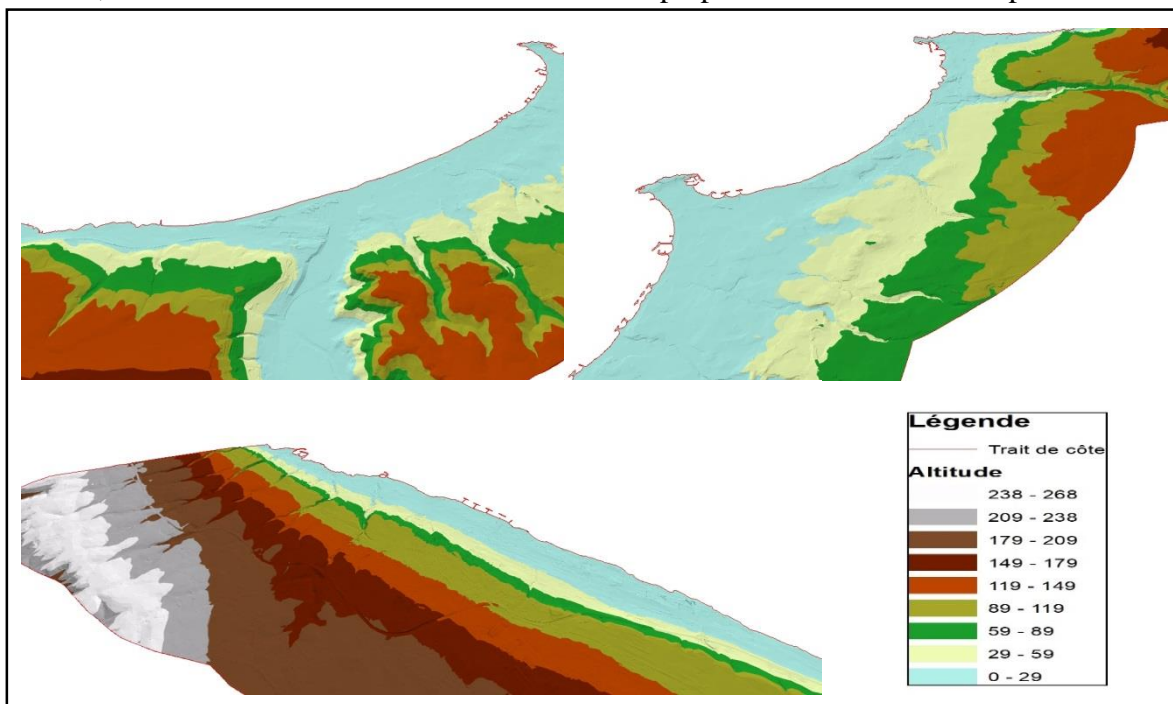 Légende
Trait de côte
Altitude
238 - 268
209 - 238
179 - 209
149 - 179
119 - 149
89 - 119
59 - 89
29 - 59
0 - 29